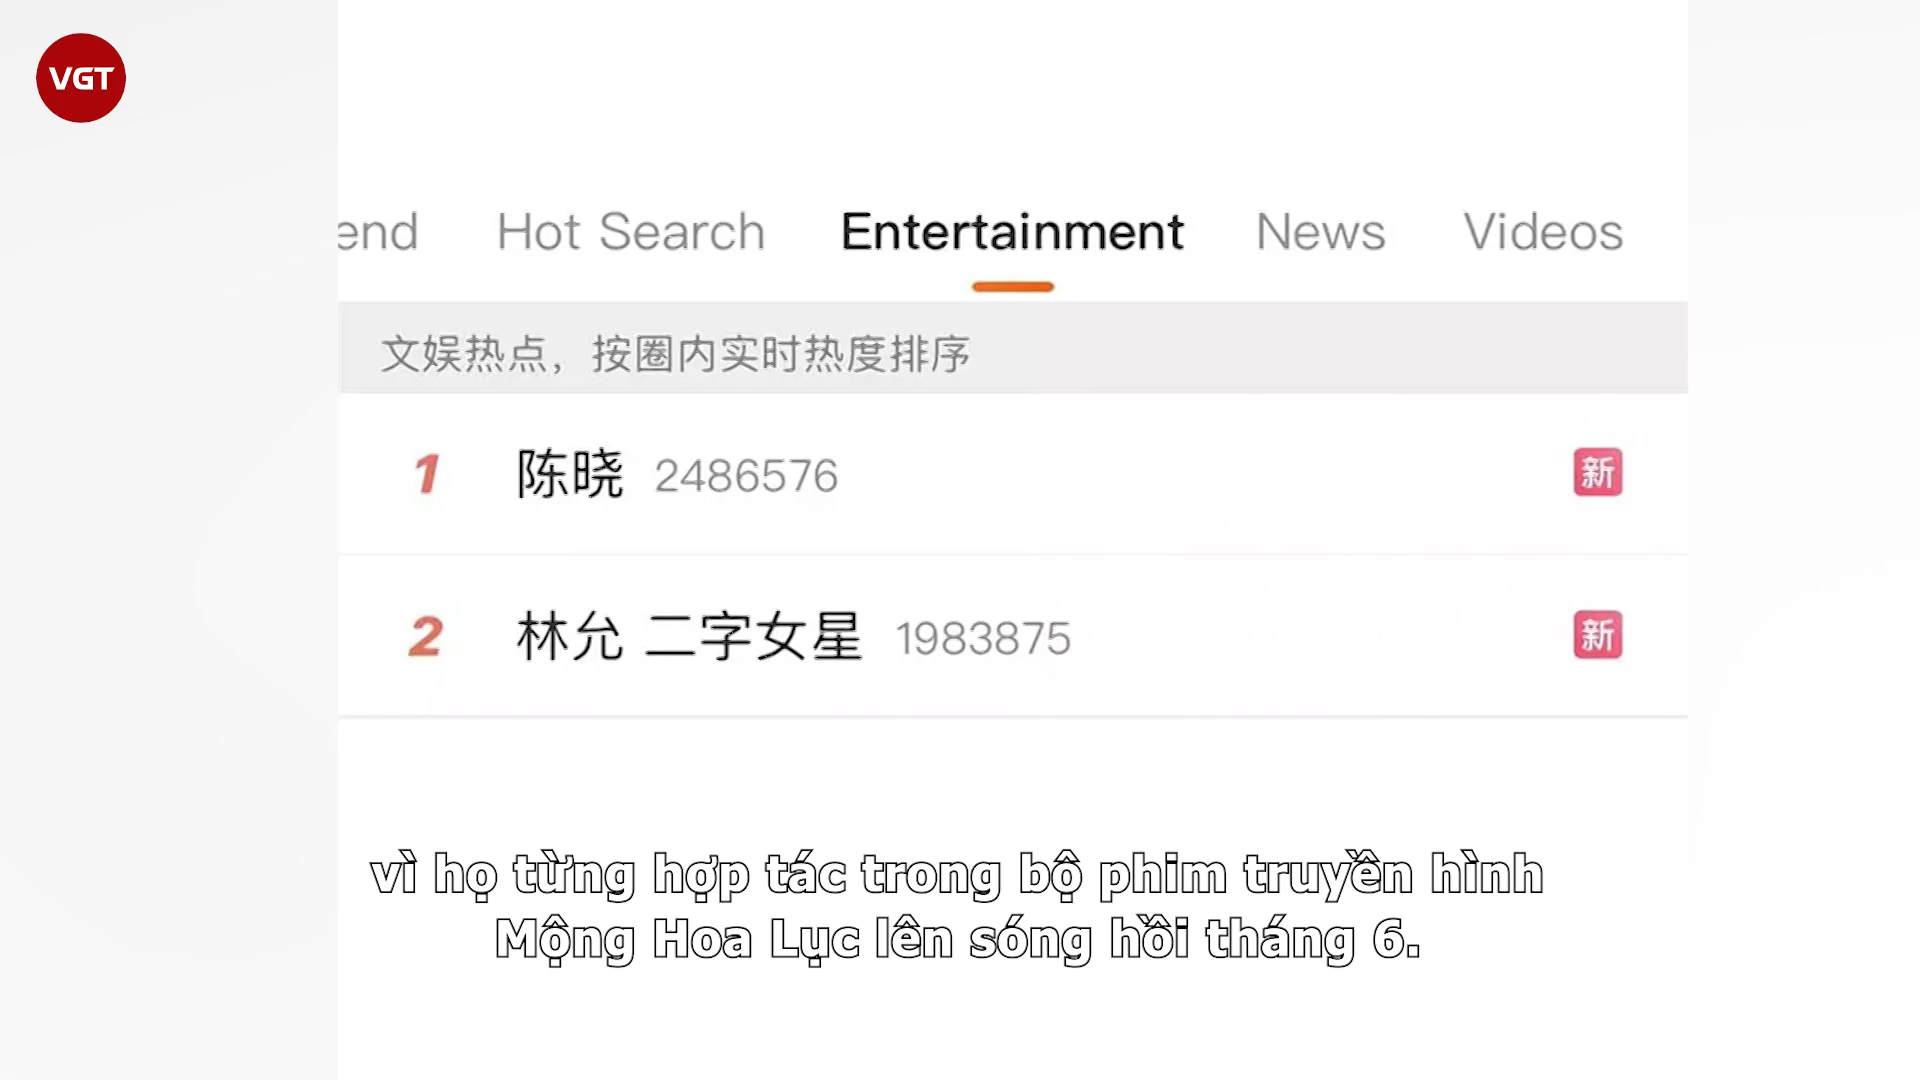 VGT
end Hot Search Entertainment News Videos
文娱热点，按圈内实时热度排序
1 陈晓 2486576 新
2 林允 二字女星 1983875 新
vì họ từng hợp tác trong bộ phim truyền hình
Mộng Hoa Lục lên sóng hồi tháng 6.